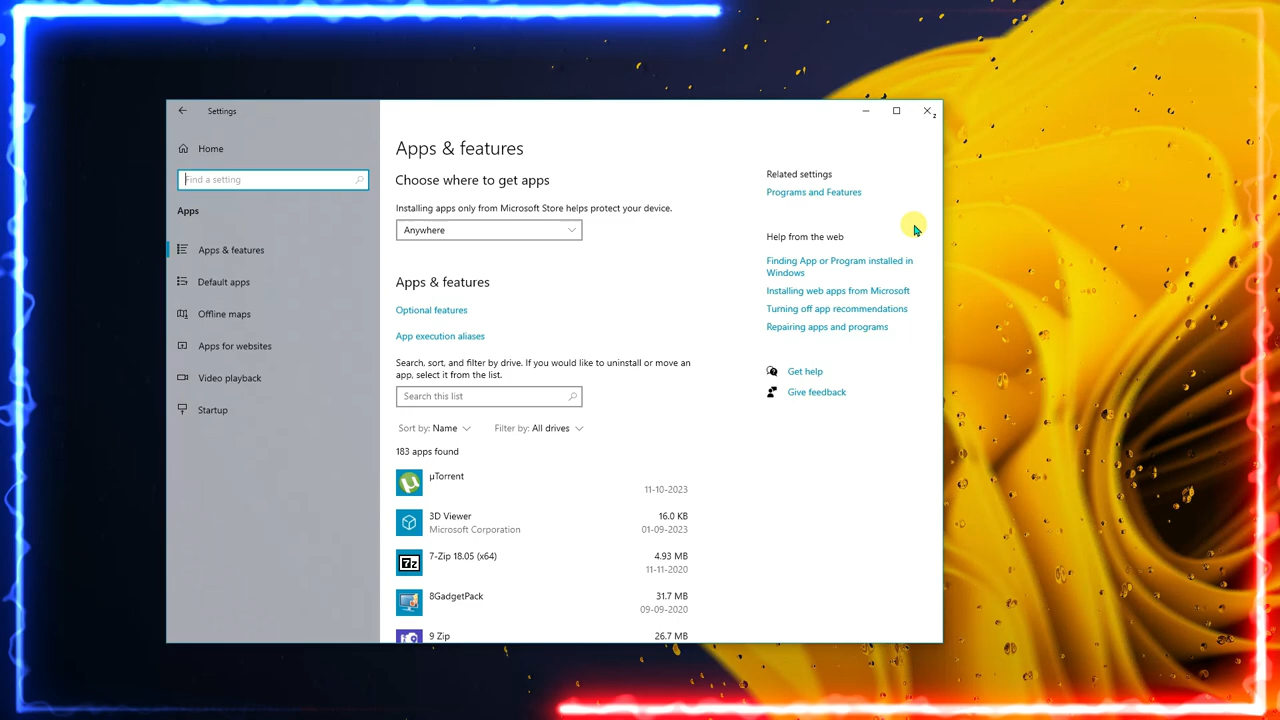 Settings
Home
Find a setting
Apps
Apps & features
Default apps
Offline maps
Apps for websites
Video playback
Startup
Apps & features
Choose where to get apps
Installing apps only from Microsoft Store helps protect your device.
Anywhere
Apps & features
Optional features
App execution aliases
Search, sort, and filter by drive. If you would like to uninstall or move an
app, select it from the list.
Search this list
Sort by: Name Filter by: All drives
183 apps found
µTorrent
11-10-2023
3D Viewer 16.0 KB
Microsoft Corporation 01-09-2023
7-Zip 18.05 (x64) 4.93 MB
11-11-2020
8GadgetPack 31.7 MB
09-09-2020
9 Zip 26.7 MB
Related settings
Programs and Features
Help from the web
Finding App or Program installed in
Windows
Installing web apps from Microsoft
Turning off app recommendations
Repairing apps and programs
Get help
Give feedback